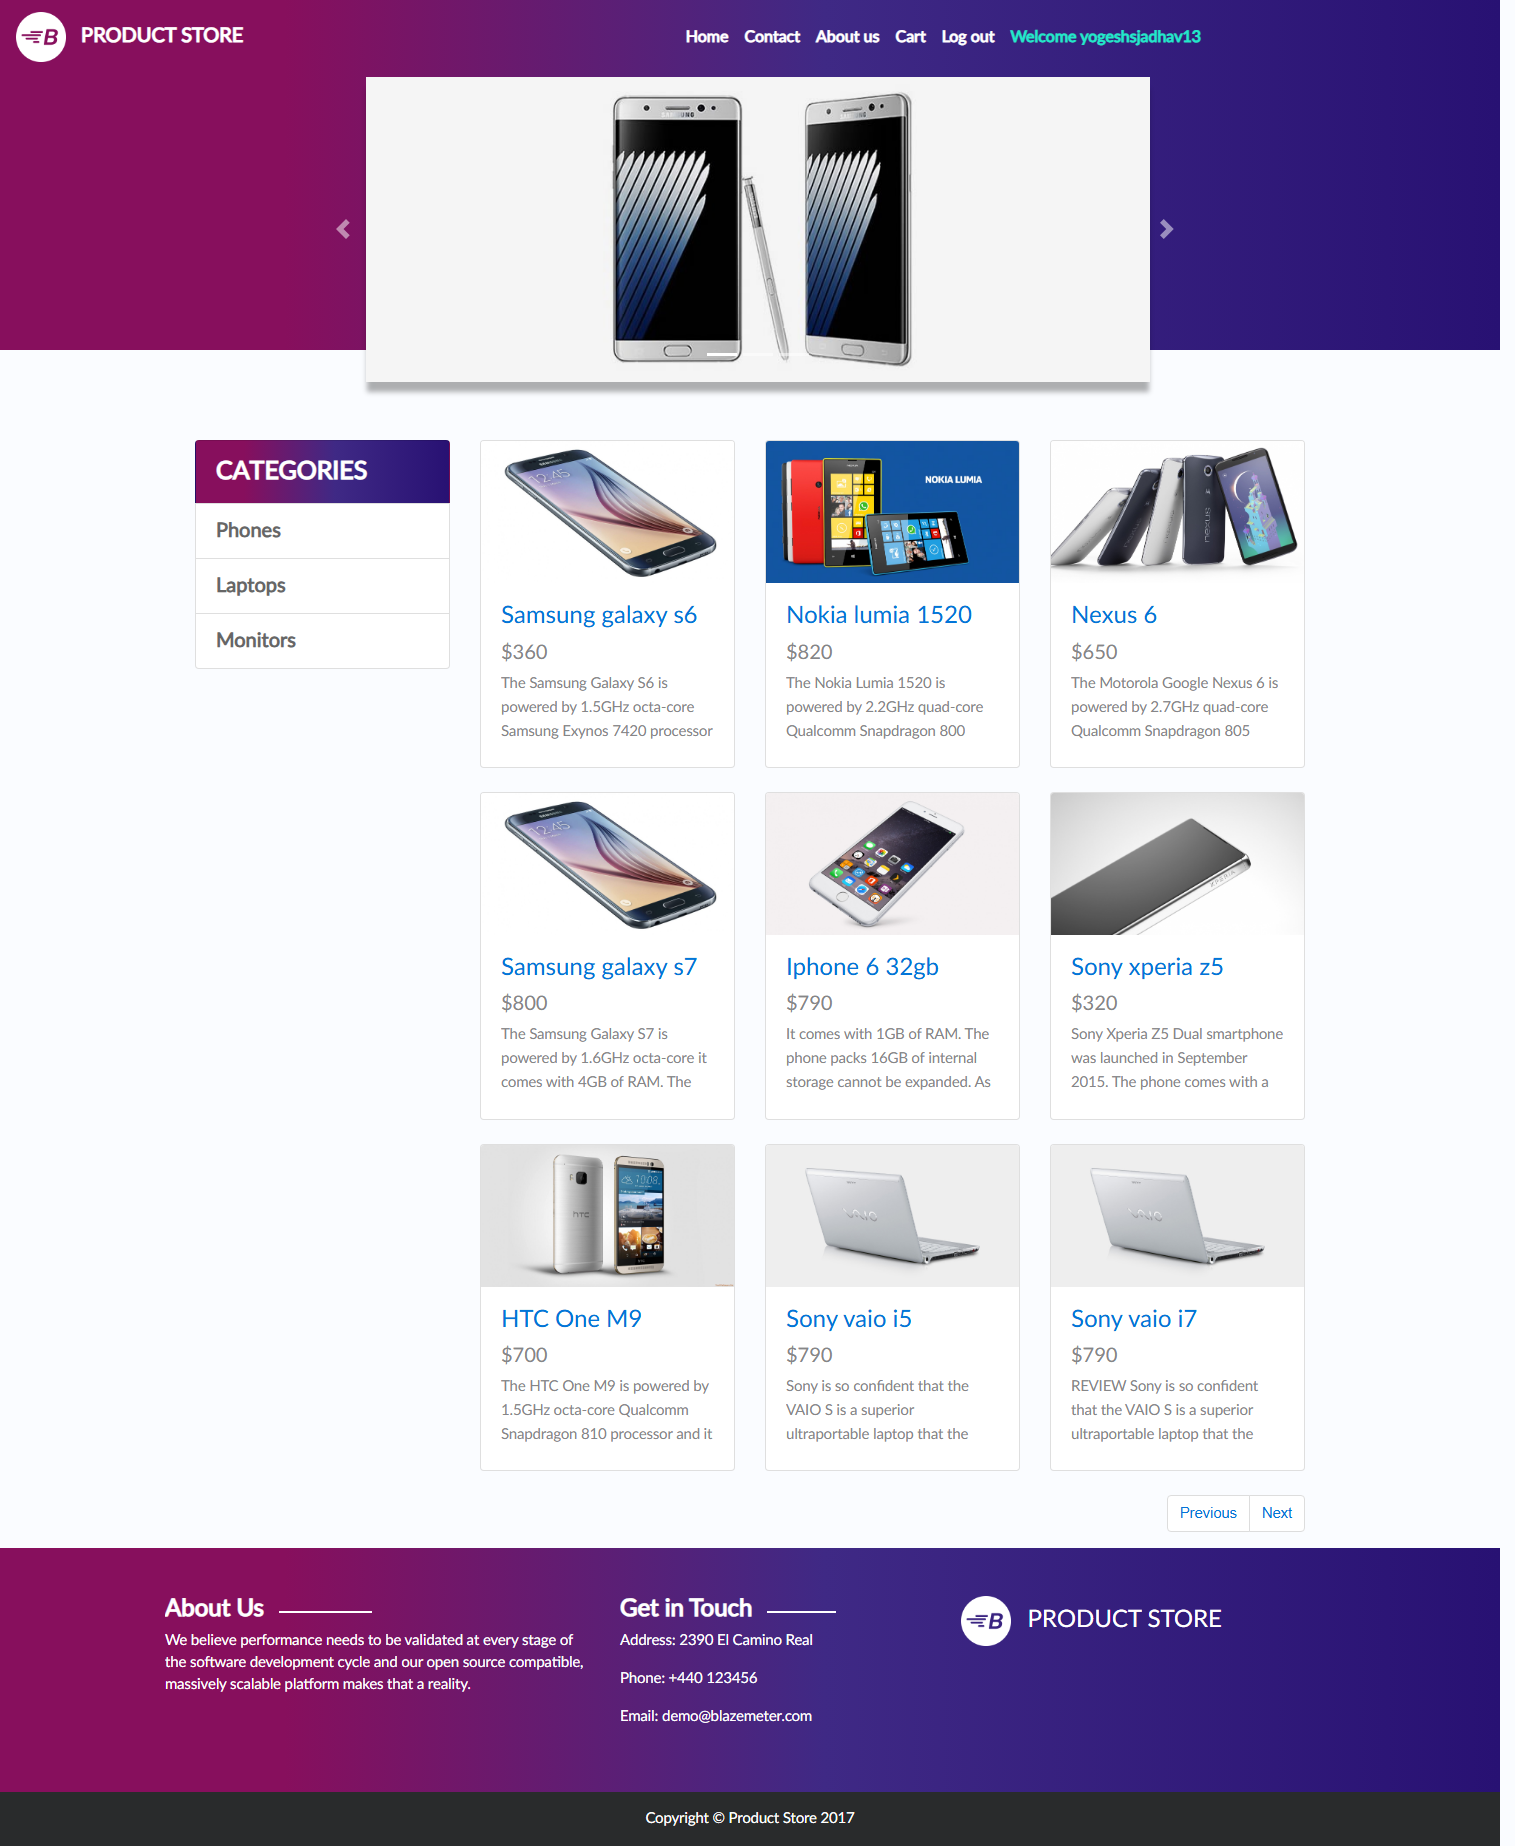 PRODUCT STORE
Home Contact About us Cart Log out Welcome yogeshsjadhav13
SAMSUNG
CATEGORIES
Phones
Laptops
Monitors
12:45
NOKIA LUMIA
nexus
Samsung galaxy s6
$360
The Samsung Galaxy S6 is
powered by 1.5GHz octa-core
Samsung Exynos 7420 processor
Nokia lumia 1520
$820
The Nokia Lumia 1520 is
powered by 2.2GHz quad-core
Qualcomm Snapdragon 800
Nexus 6
$650
The Motorola Google Nexus 6 is
powered by 2.7GHz quad-core
Qualcomm Snapdragon 805
12:45
XPERIA
Samsung galaxy s7
$800
The Samsung Galaxy S7 is
powered by 1.6GHz octa-core it
comes with 4GB of RAM. The
Iphone 6 32gb
$790
It comes with 1GB of RAM. The
phone packs 16GB of internal
storage cannot be expanded. As
Sony xperia z5
$320
Sony Xperia Z5 Dual smartphone
was launched in September
2015. The phone comes with a
hTC
10:08
VAIO
VAIO
HTC One M9
$700
The HTC One M9 is powered by
1.5GHz octa-core Qualcomm
Snapdragon 810 processor and it
Sony vaio i5
$790
Sony is so confident that the
VAIO S is a superior
ultraportable laptop that the
Sony vaio i7
$790
REVIEW Sony is so confident
that the VAIO S is a superior
ultraportable laptop that the
Previous Next
About Us
We believe performance needs to be validated at every stage of
the software development cycle and our open source compatible,
massively scalable platform makes that a reality.
Get in Touch
Address: 2390 El Camino Real
Phone: +440 123456
Email: demo@blazemeter.com
PRODUCT STORE
Copyright © Product Store 2017